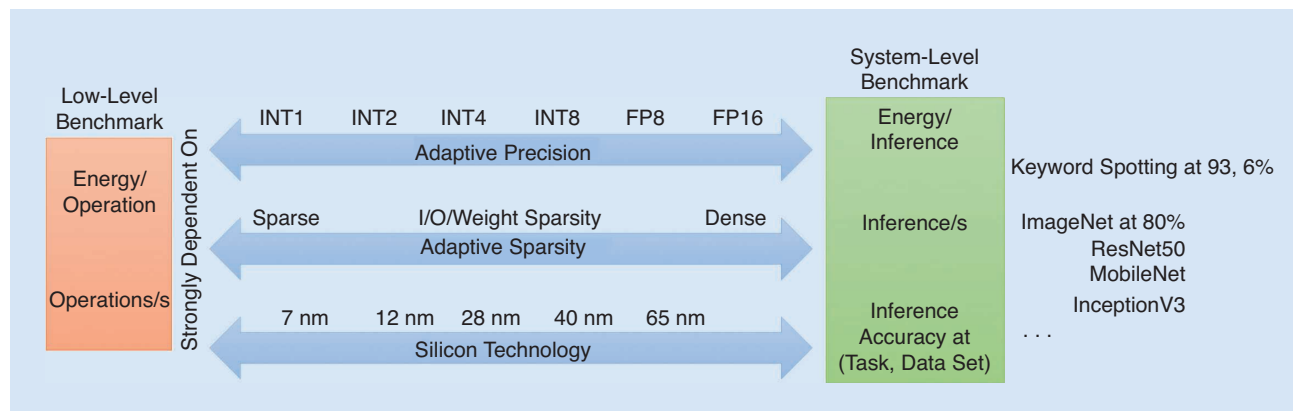 Low-Level
Benchmark
Energy/
Operation
Operations/s
Strongly Dependent On
INT1 INT2 INT4 INT8 FP8 FP16
Adaptive Precision
Sparse I/O/Weight Sparsity Dense
Adaptive Sparsity
7 nm 12 nm 28 nm 40 nm 65 nm
Silicon Technology
System-Level
Benchmark
Energy/
Inference
Inference/s
Inference
Accuracy at
(Task, Data Set)
Keyword Spotting at 93, 6%
ImageNet at 80%
ResNet50
MobileNet
InceptionV3
. . .